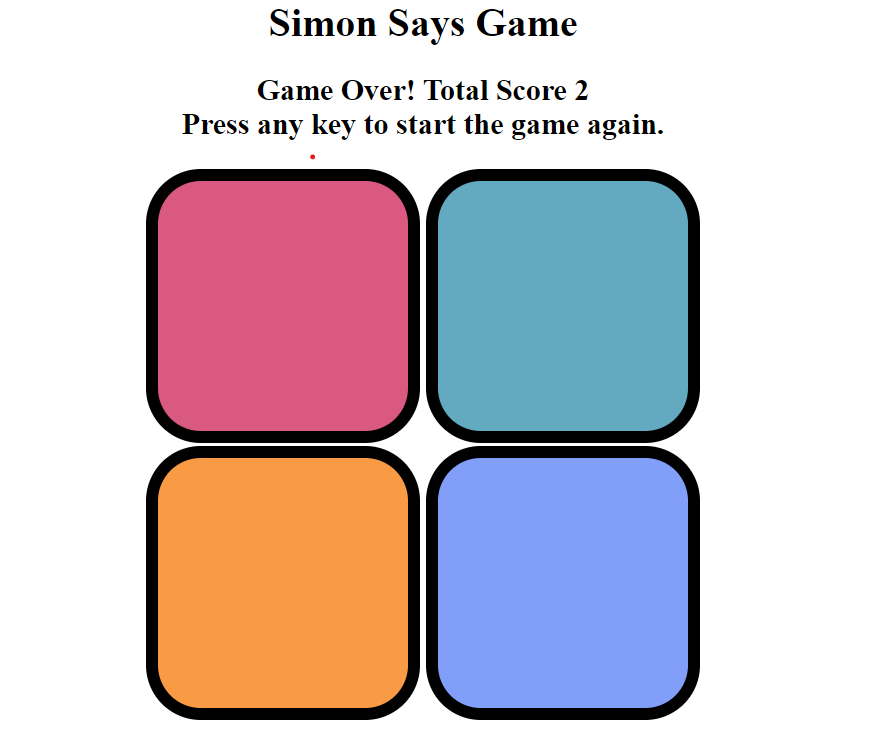 Simon Says Game
Game Over! Total Score 2
Press any key to start the game again.